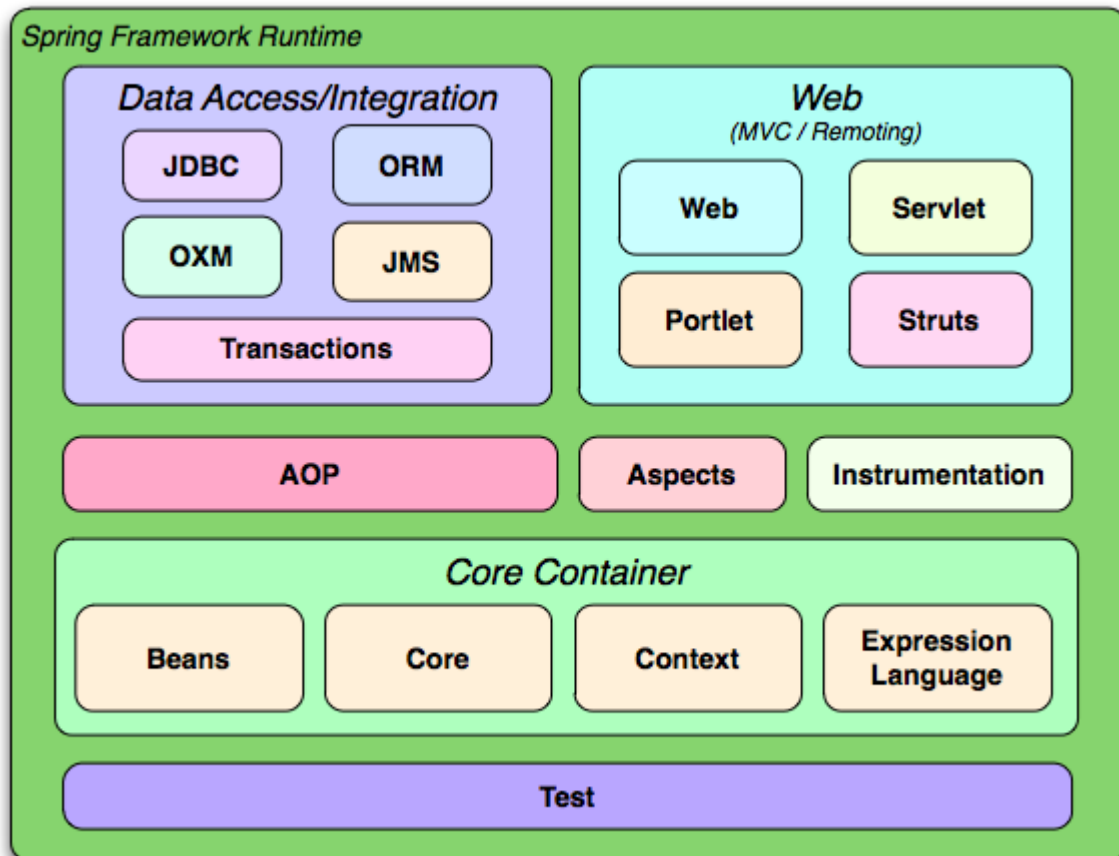 Spring Framework Runtime
Data Access/Integration
JDBC
ORM
OXM
JMS
Transactions
Web
(MVC / Remoting)
Web
Servlet
Portlet
Struts
AOP
Aspects
Instrumentation
Core Container
Beans
Core
Context
Expression
Language
Test